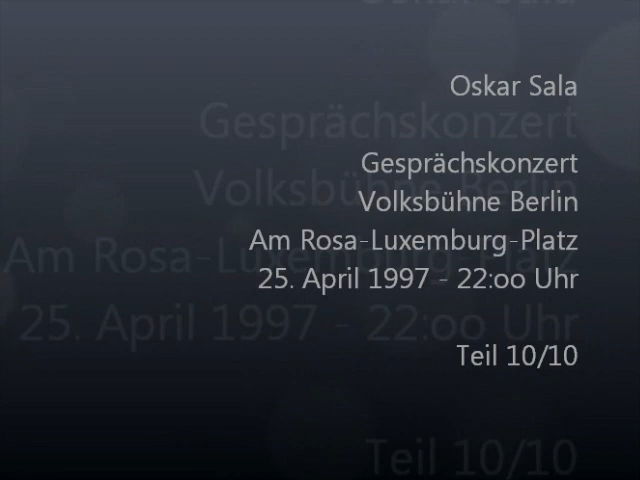 Oskar Sala
Gesprächskonzert
Volksbühne Berlin
Am Rosa-Luxemburg-Platz
25. April 1997 - 22:oo Uhr
Teil 10/10